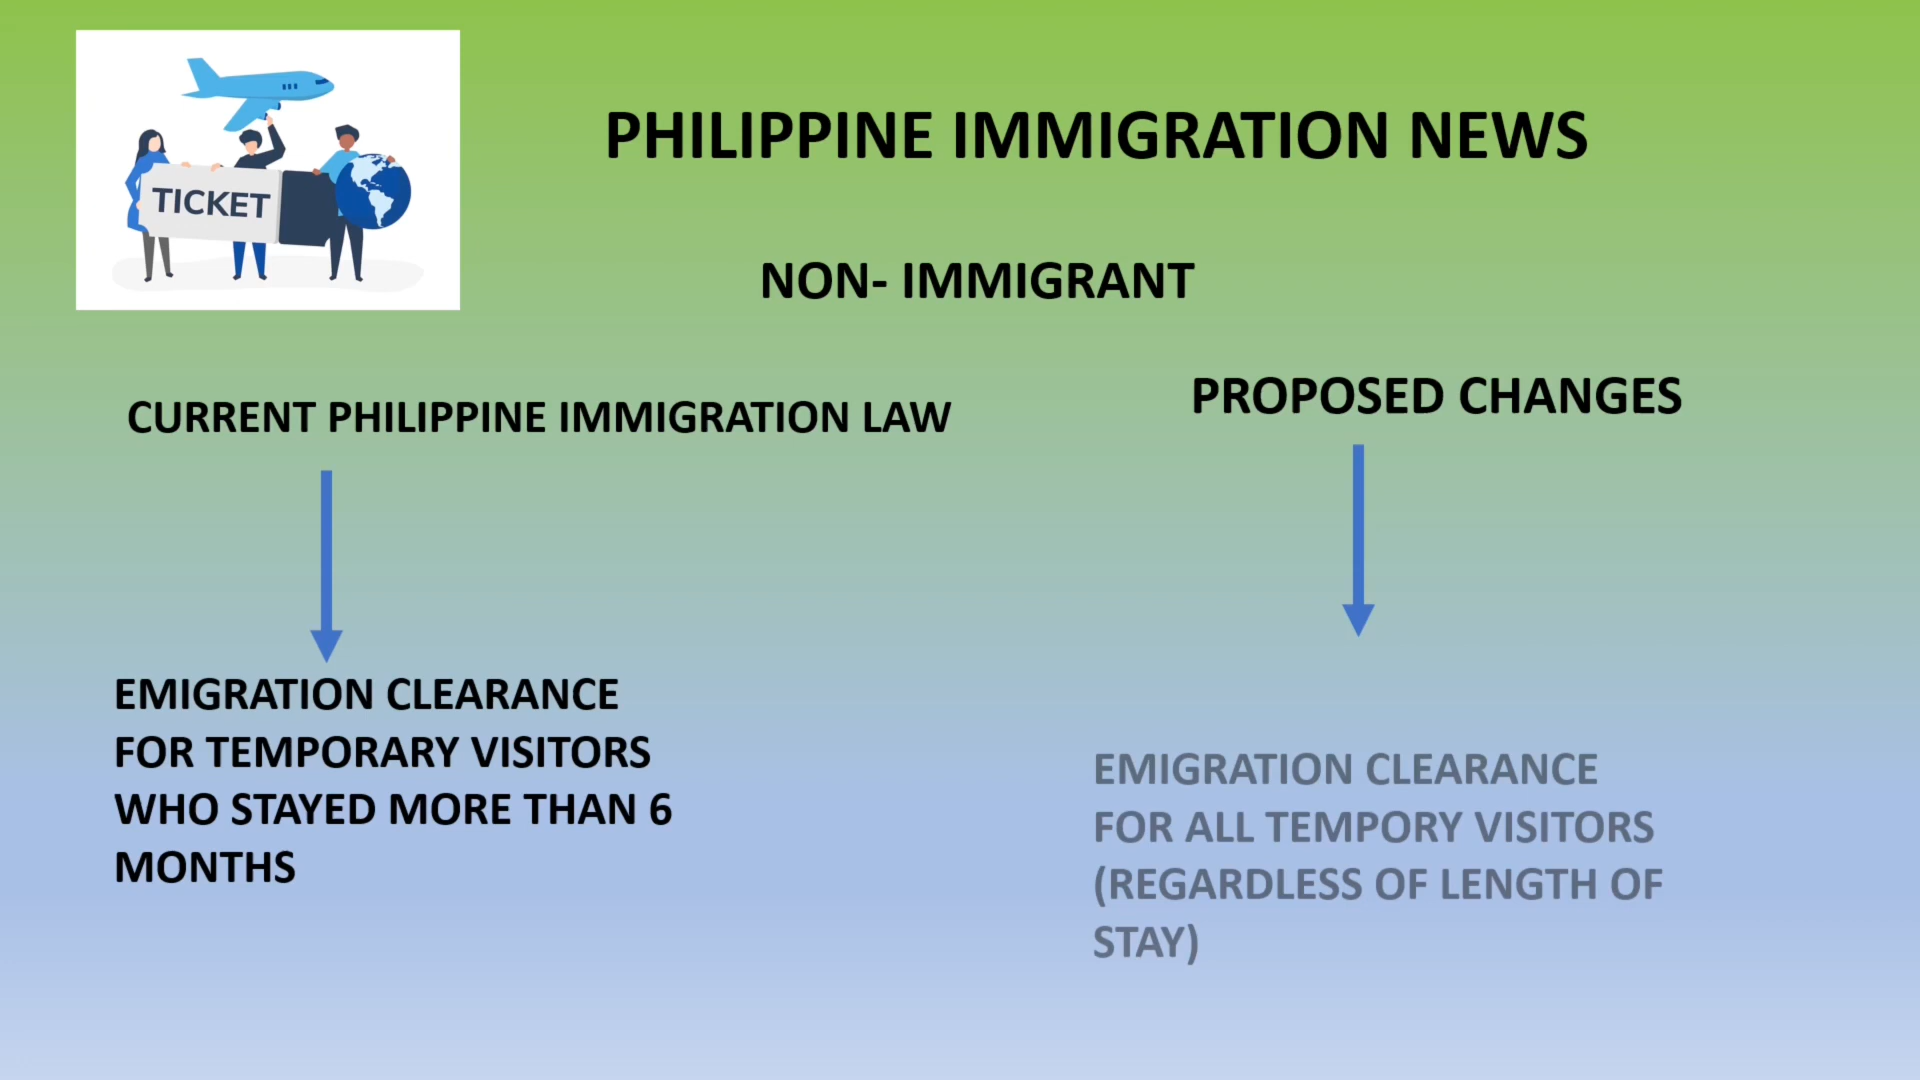 TICKET
PHILIPPINE IMMIGRATION NEWS
NON- IMMIGRANT
CURRENT PHILIPPINE IMMIGRATION LAW
PROPOSED CHANGES
EMIGRATION CLEARANCE
FOR TEMPORARY VISITORS
WHO STAYED MORE THAN 6
MONTHS
EMIGRATION CLEARANCE
FOR ALL TEMPORY VISITORS
(REGARDLESS OF LENGTH OF
STAY)